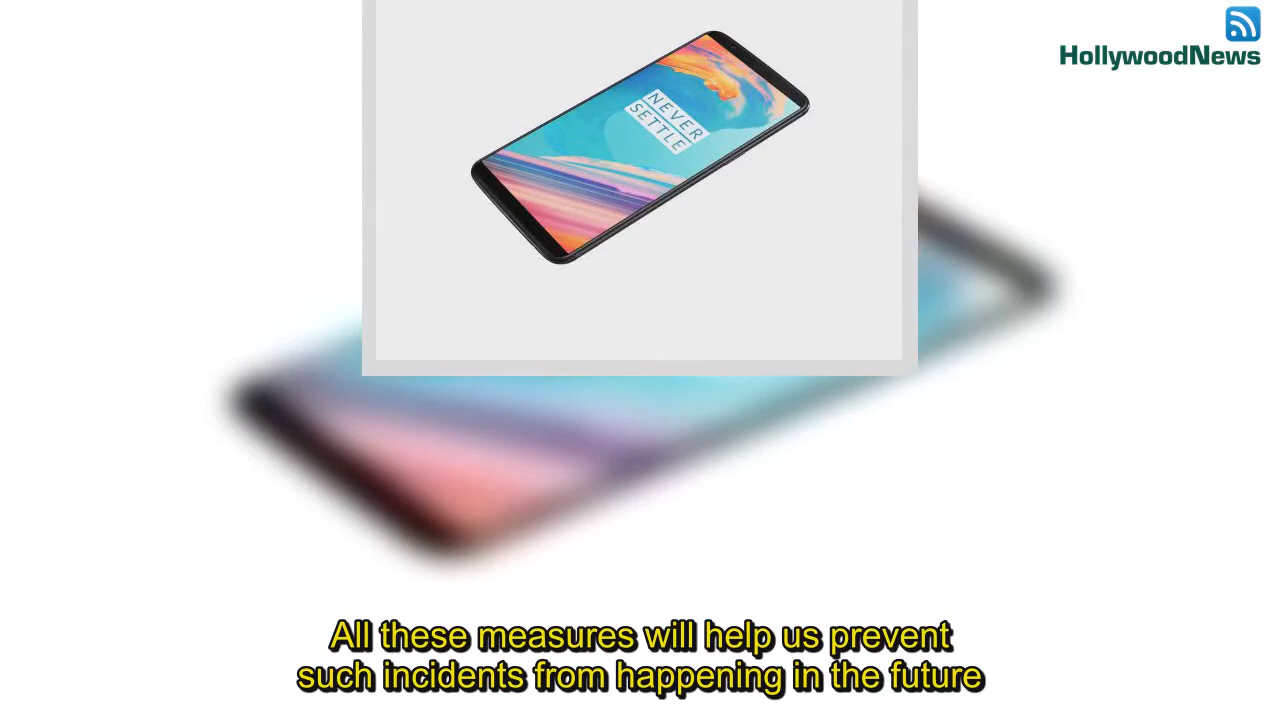 HollywoodNews
NEVER
SETTLE
All these measures will help us prevent
such incidents from happening in the future